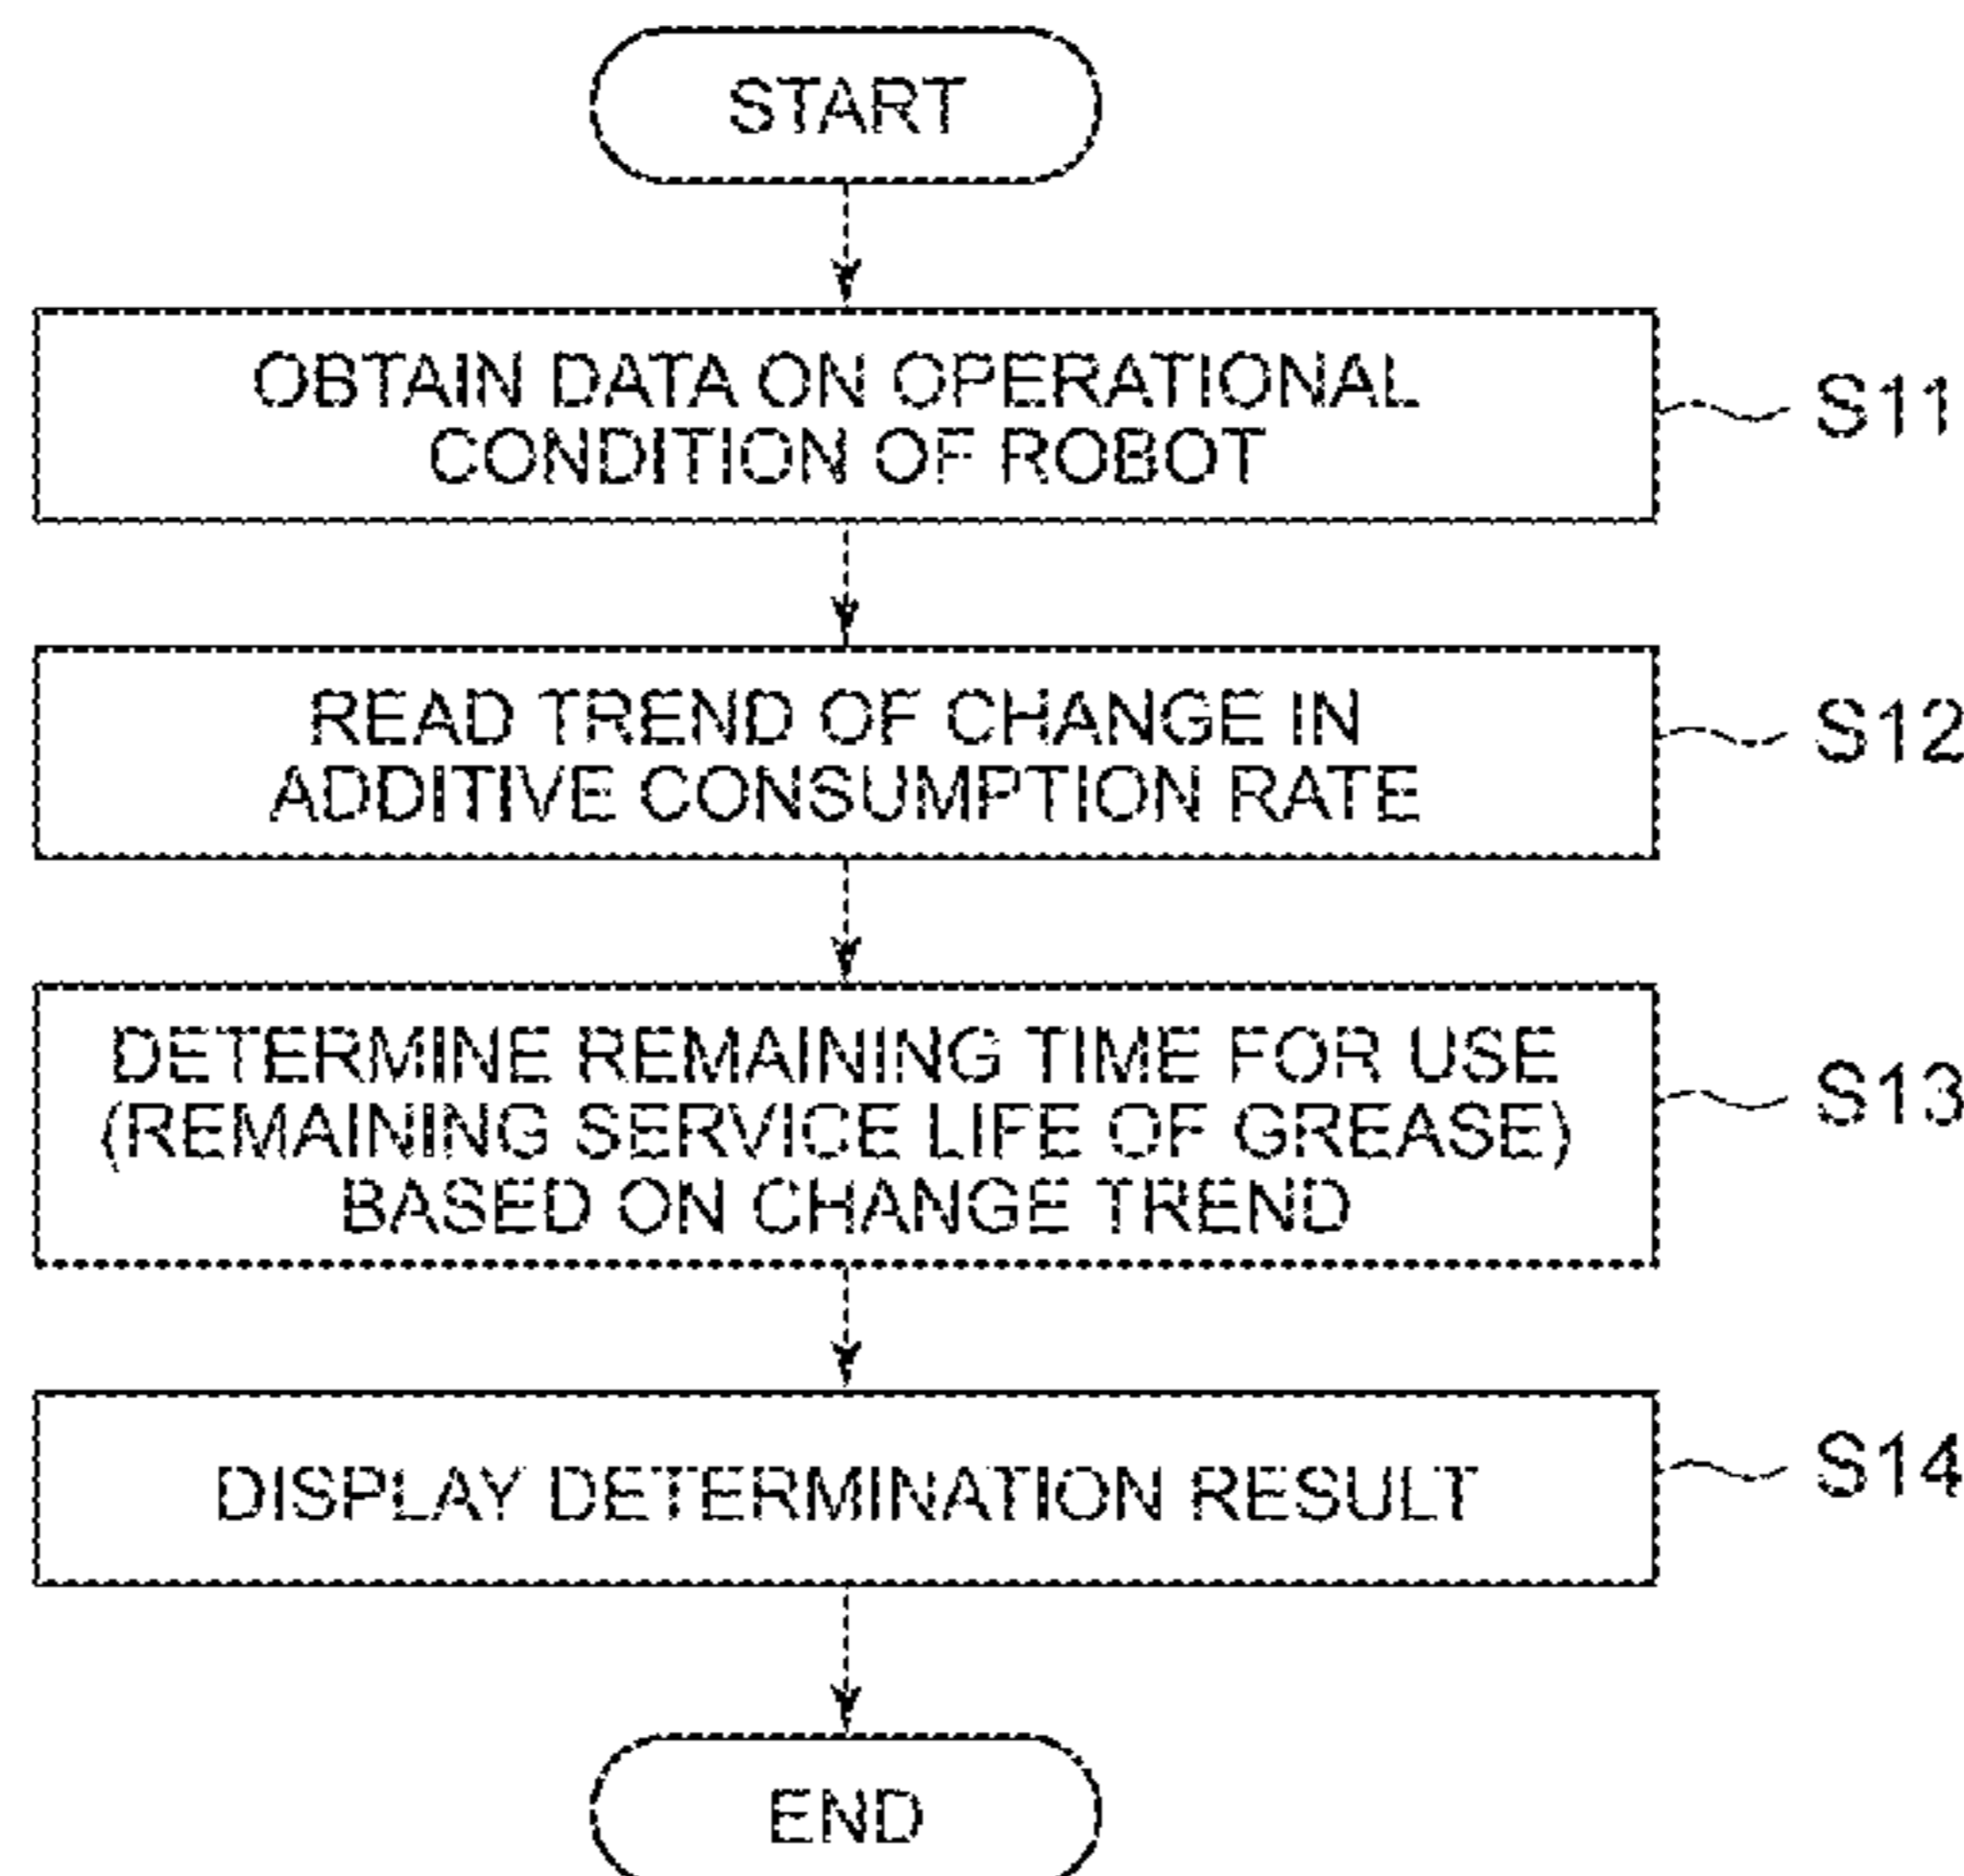 START
OBTAIN DATA ON OPERATIONAL
CONDITION OF ROBOT
S11
READ TREND OF CHANGE IN
ADDITIVE CONSUMPTION RATE
S12
DETERMINE REMAINING TIME FOR USE
(REMAINING SERVICE LIFE OF GREASE)
BASED ON CHANGE TREND
S13
DISPLAY DETERMINATION RESULT
S14
END